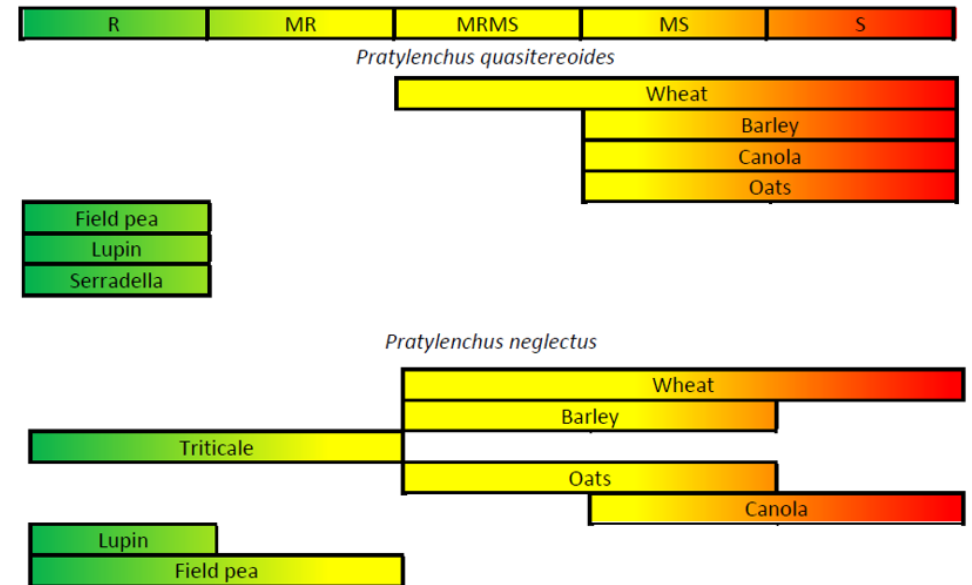 R MR MRMS MS S
Pratylenchus quasitereoides
Wheat
Barley
Canola
Oats
Field pea
Lupin
Serradella
Pratylenchus neglectus
Wheat
Barley
Triticale
Oats
Canola
Lupin
Field pea